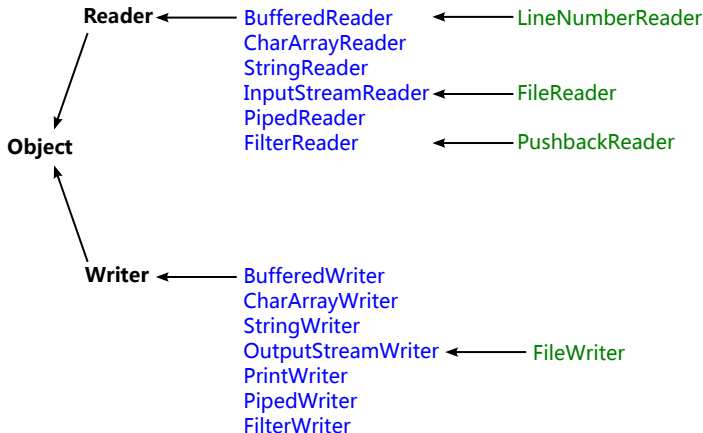 Reader BufferedReader LineNumberReader
CharArrayReader
StringReader
InputStreamReader FileReader
PipedReader
FilterReader PushbackReader
Object
Writer BufferedWriter
CharArrayWriter
StringWriter
OutputStreamWriter FileWriter
PrintWriter
PipedWriter
FilterWriter